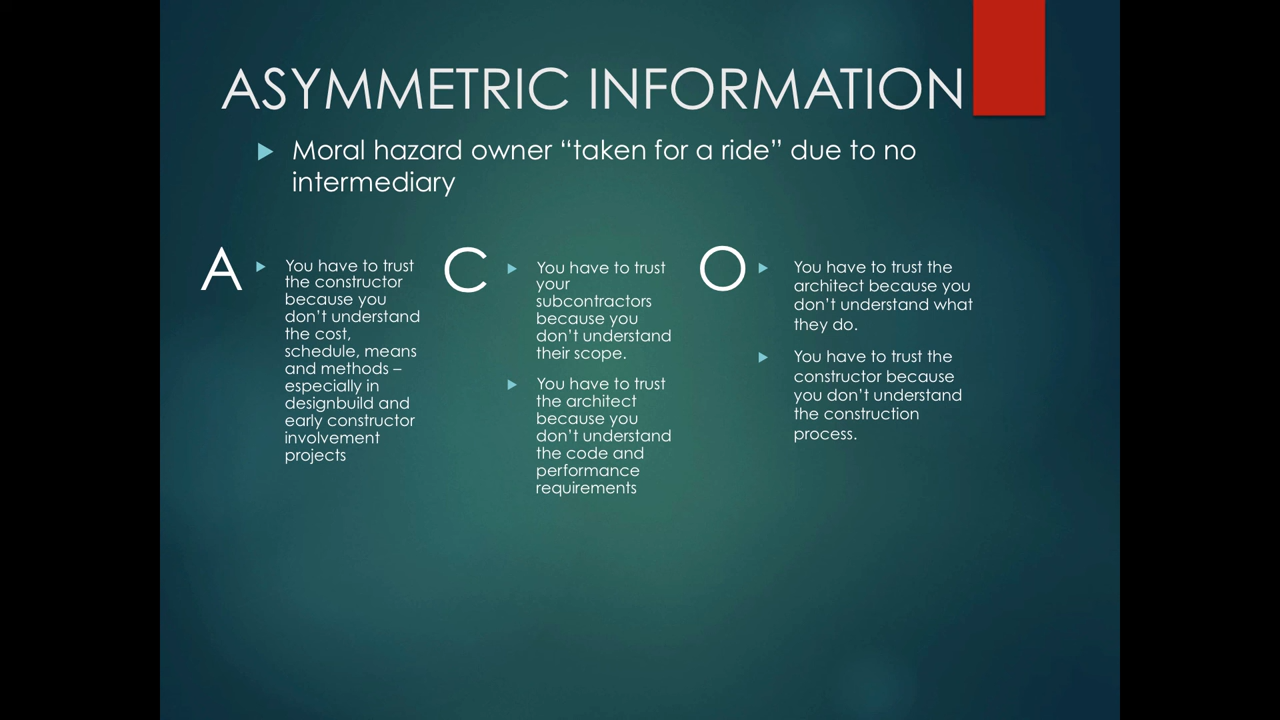 ASYMMETRIC INFORMATION
Moral hazard owner “taken for a ride” due to no
intermediary
A
You have to trust
the constructor
because you
don’t understand
the cost,
schedule, means
and methods –
especially in
designbuild and
early constructor
involvement
projects
C
You have to trust
your
subcontractors
because you
don’t understand
their scope.
You have to trust
the architect
because you
don’t understand
the code and
performance
requirements
O
You have to trust the
architect because you
don’t understand what
they do.
You have to trust the
constructor because
you don’t understand
the construction
process.